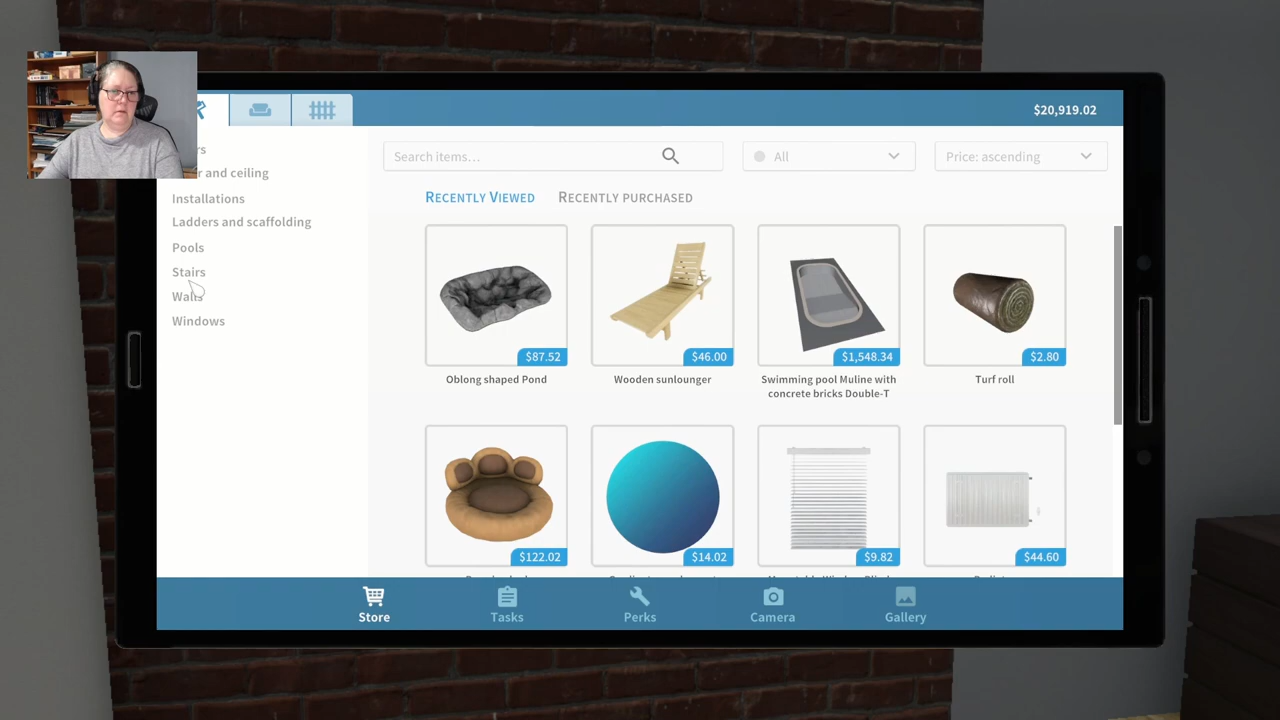 $20,919.02
Search items...
All
Price: ascending
and ceiling
Installations
Ladders and scaffolding
Pools
Stairs
Walls
Windows
RECENTLY VIEWED
RECENTLY PURCHASED
$87.52
$46.00
$1,548.34
$2.80
Oblong shaped Pond
Wooden sunlounger
Swimming pool Muline with
concrete bricks Double-T
Turf roll
$122.02
$14.02
$9.82
$44.60
Store
Tasks
Perks
Camera
Gallery